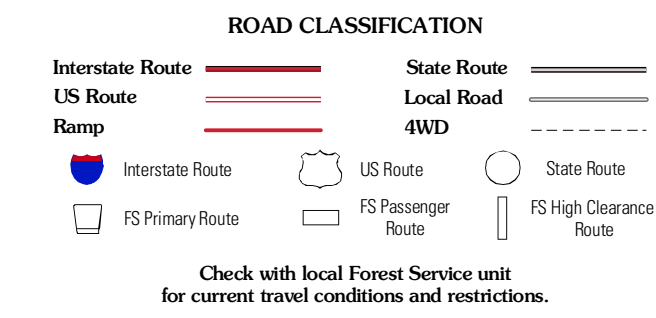 ROAD CLASSIFICATION
Interstate Route
State Route
US Route
Local Road
Ramp
4WD
Interstate Route
US Route
State Route
FS Primary Route
FS Passenger
Route
FS High Clearance
Route
Check with local Forest Service unit
for current travel conditions and restrictions.